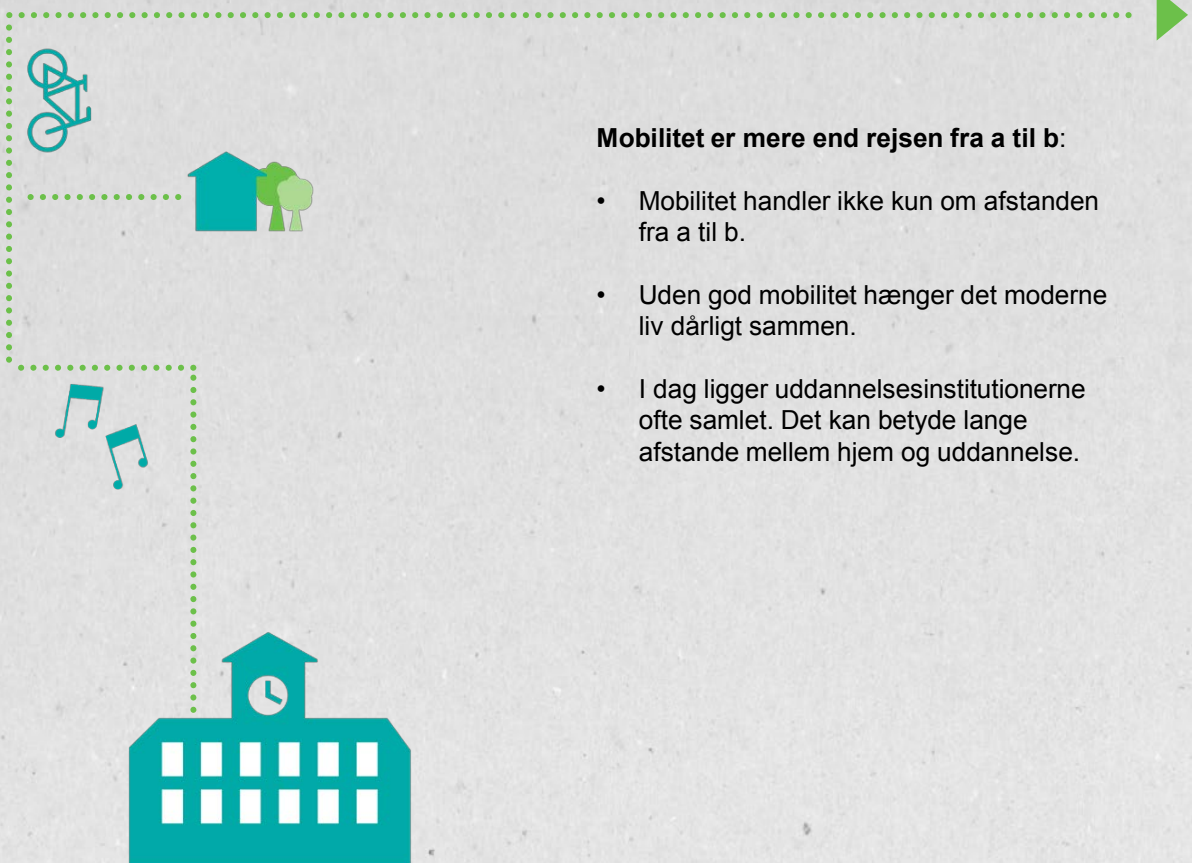 Mobilitet er mere end rejsen fra a til b:
• Mobilitet handler ikke kun om afstanden
fra a til b.
• Uden god mobilitet hænger det moderne
liv dårligt sammen.
• I dag ligger uddannelsesinstitutionerne
ofte samlet. Det kan betyde lange
afstande mellem hjem og uddannelse.